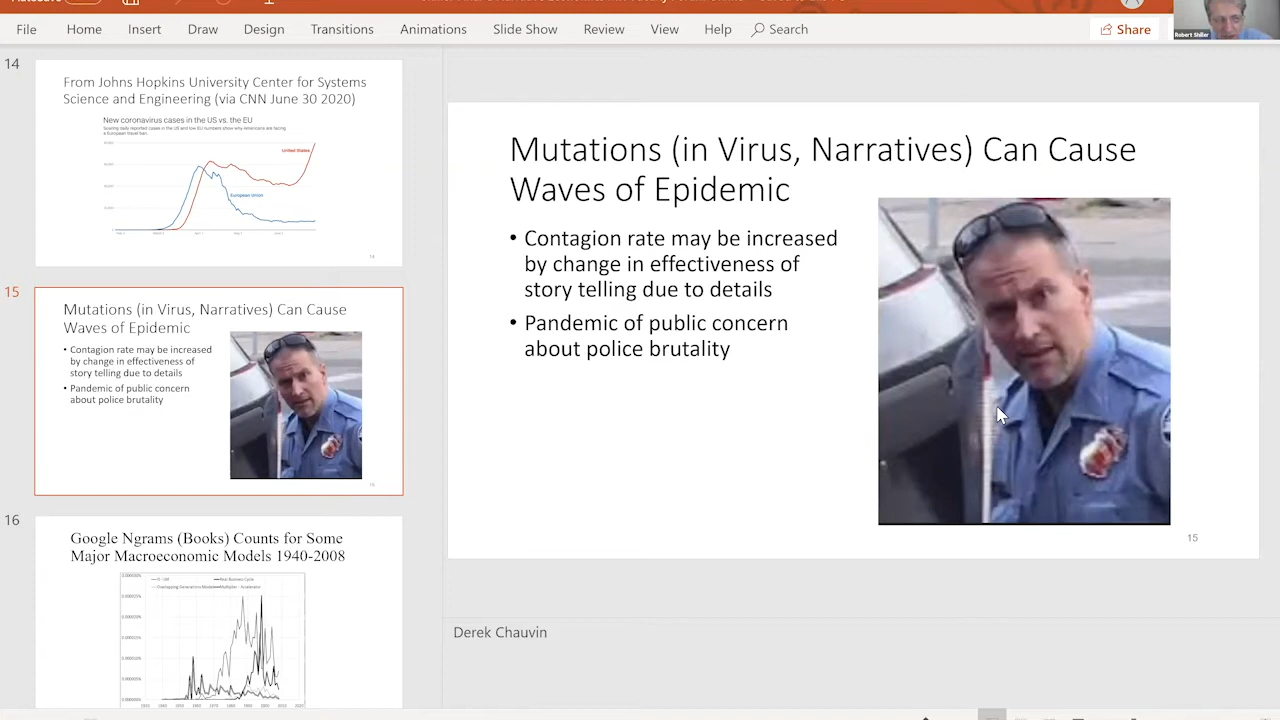 File Home Insert Draw Design Transitions Animations Slide Show Review View Help Search Share
Robert Shiller
14
From Johns Hopkins University Center for Systems
Science and Engineering (via CNN June 30 2020)
New coronavirus cases in the US vs. the EU
United States
European Union
14
15
Mutations (in Virus, Narratives) Can Cause
Waves of Epidemic
• Contagion rate may be increased
by change in effectiveness of
story telling due to details
• Pandemic of public concern
about police brutality
15
16
Google Ngrams (Books) Counts for Some
Major Macroeconomic Models 1940-2008
Mutations (in Virus, Narratives) Can Cause
Waves of Epidemic
• Contagion rate may be increased
by change in effectiveness of
story telling due to details
• Pandemic of public concern
about police brutality
15
Derek Chauvin